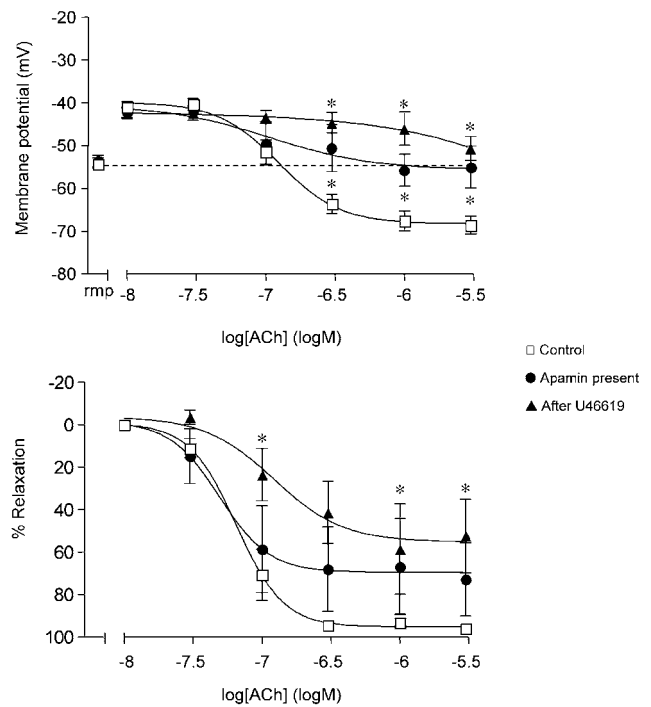 Membrane potential (mV)
-20
-30
-40
-50
-60
-70
-80
* * *
* * *
rmp -8 -7.5 -7 -6.5 -6 -5.5
log[ACh] (logM)
Control
Apamin present
After U46619
% Relaxation
-20
0
20
40
60
80
100
* * *
-8 -7.5 -7 -6.5 -6 -5.5
log[ACh] (logM)